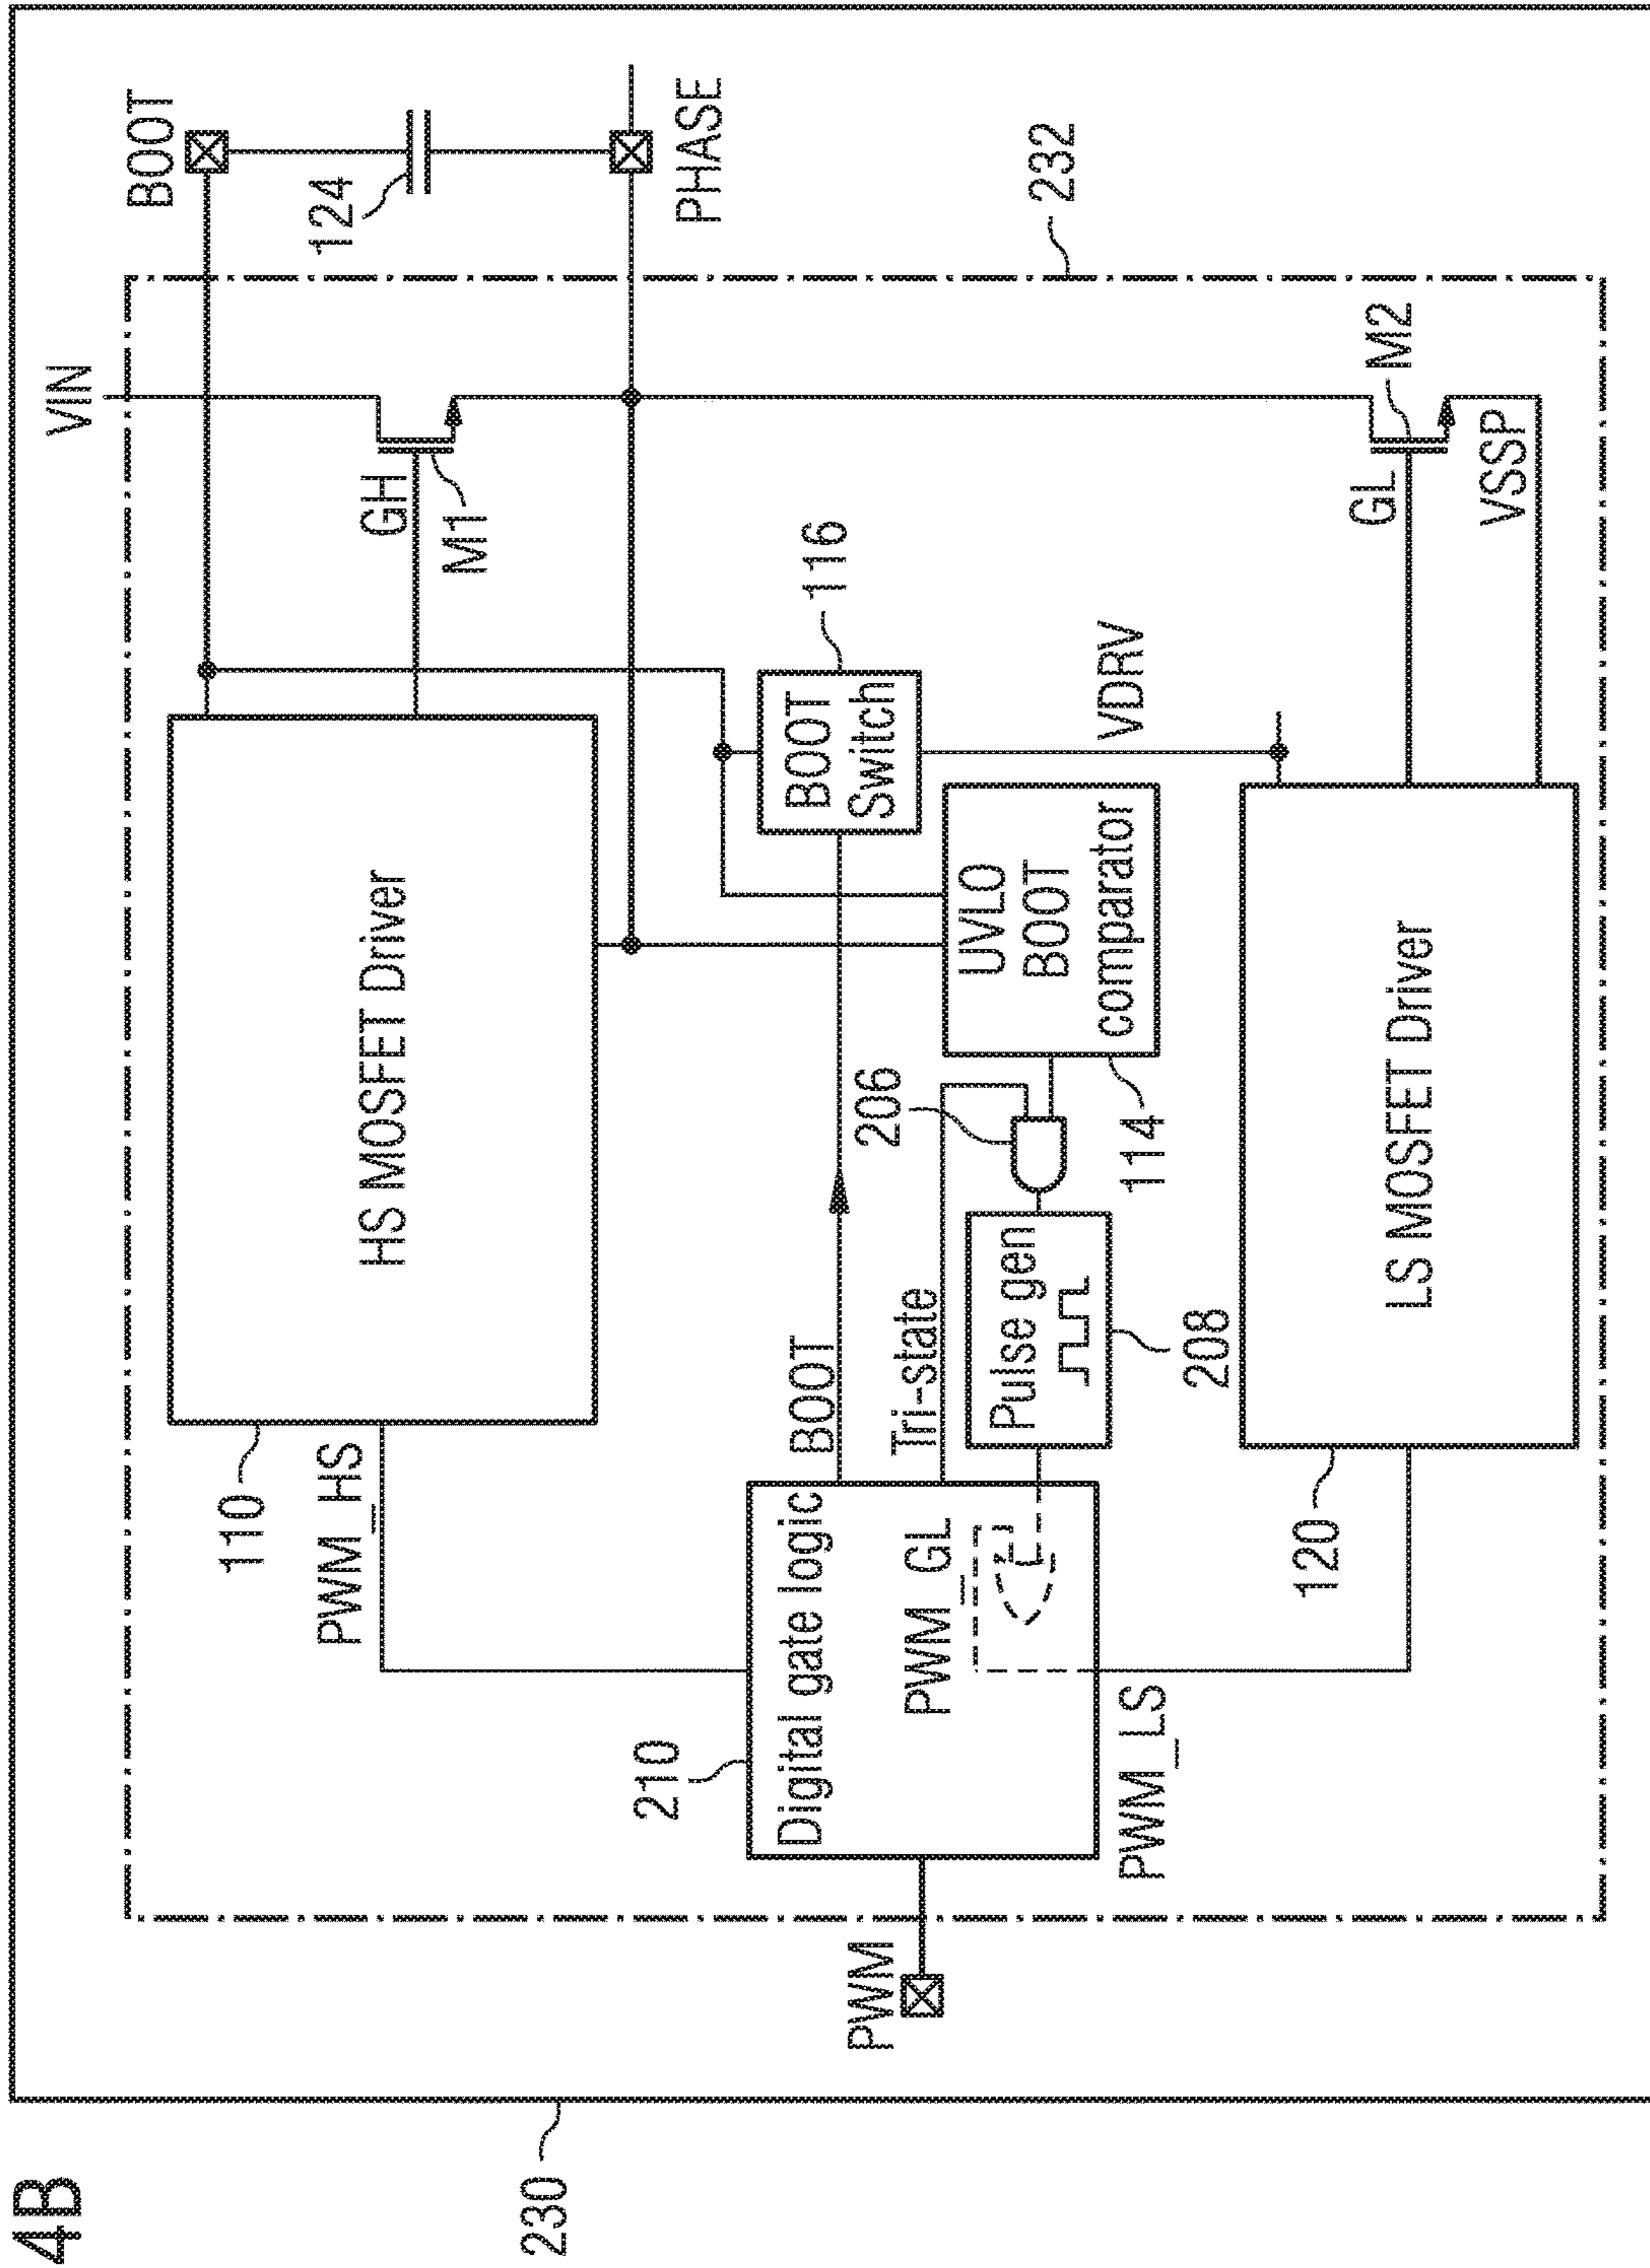 4B
230
PWM
232
VIN
BOOT
124
PHASE
110
PWM_HS
HS MOSFET Driver
GH
M1
210
Digital gate logic
PWM_GL
PWM_LS
BOOT
Tri-state
Pulse gen
208
206
UVLO
BOOT
comparator
114
BOOT
Switch
116
VDRV
120
LS MOSFET Driver
GL
M2
VSSP